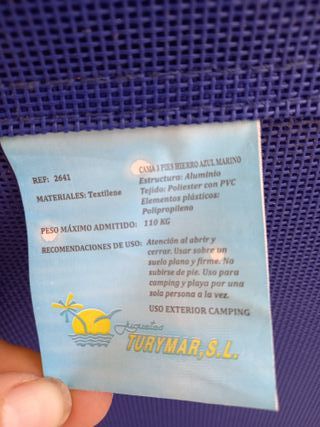 REF: 2641
MATERIALES: Textilene
CAMA 3 PIES HIERRO AZUL MARINO
Estructura: Aluminio
Tejido: Poliester con PVC
Elementos plásticos:
Polipropileno
PESO MÁXIMO ADMITIDO: 110 KG
RECOMENDACIONES DE USO: Atención al abrir y
cerrar. Usar sobre un
suelo plano y firme. No
subirse de pie. Uso para
camping y playa por una
sola persona a la vez.
USO EXTERIOR CAMPING
juguetes
TURYMAR, S.L.